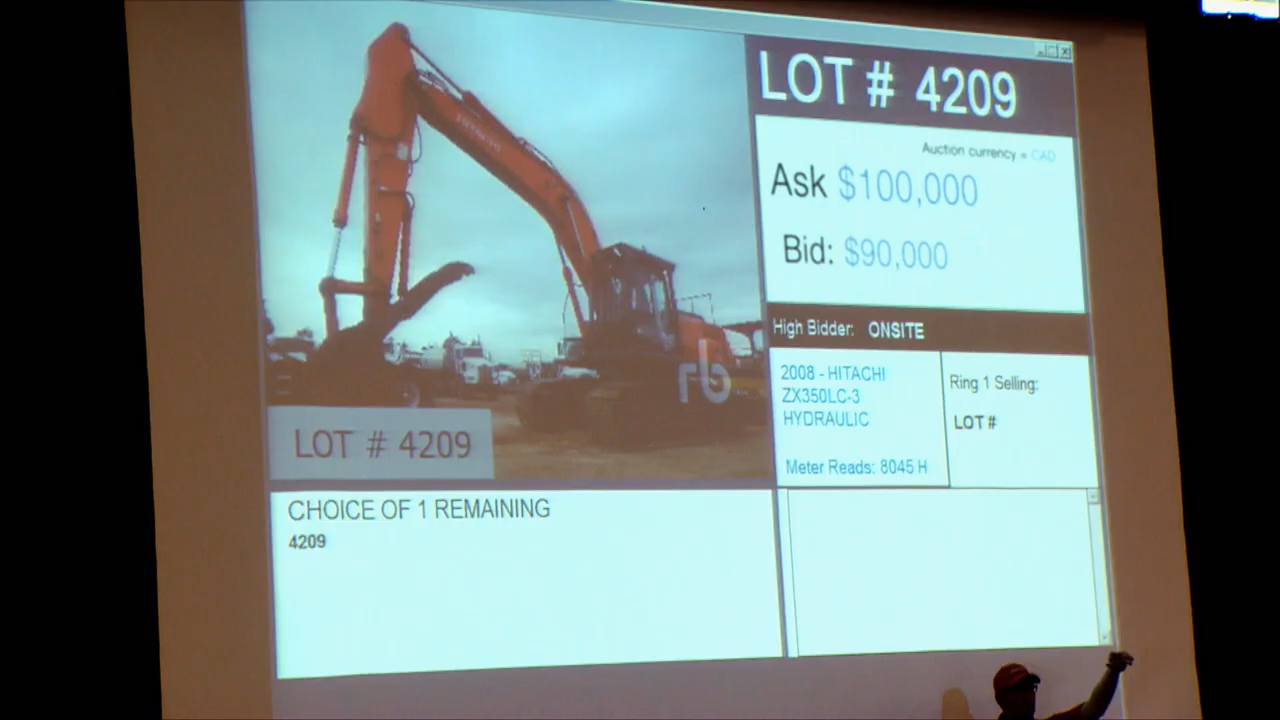 HITACHI
rb
LOT # 4209
LOT # 4209
Auction currency = CAD
Ask $100,000
Bid: $90,000
High Bidder: ONSITE
2008 - HITACHI
ZX350LC-3
HYDRAULIC
Meter Reads: 8045 H
Ring 1 Selling:
LOT #
CHOICE OF 1 REMAINING
4209